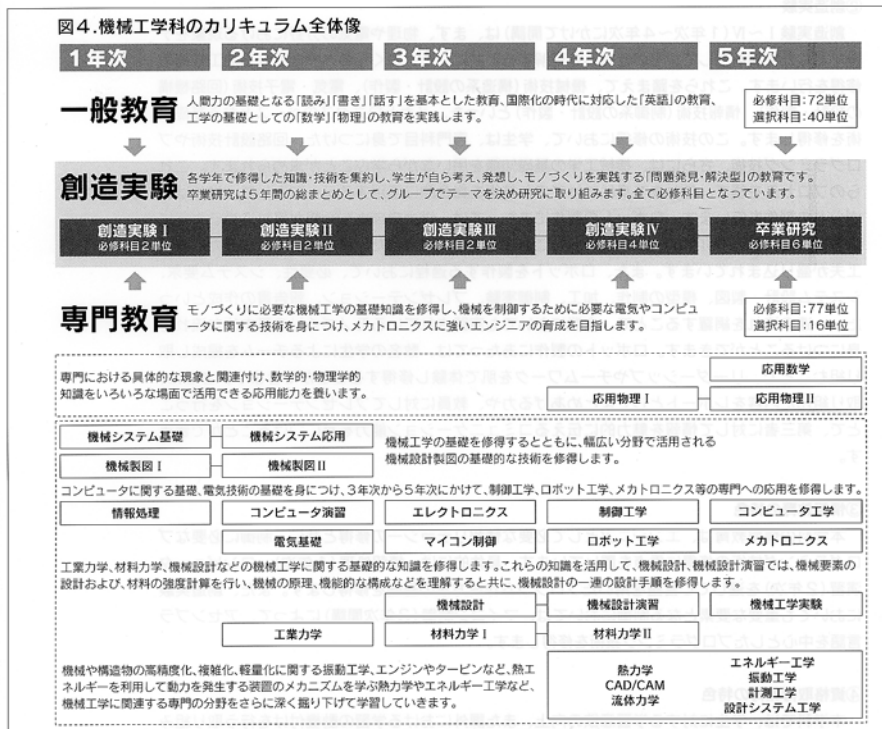 図4.機械工学科のカリキュラム全体像
1年次 2年次 3年次 4年次 5年次
一般教育
人間力の基礎となる「読み」「書き」「話す」を基本とした教育、国際化の時代に対応した「英語」の教育、
工学の基礎としての「数学」「物理」の教育を実践します。
必修科目:72単位
選択科目:40単位
創造実験
各学年で修得した知識・技術を集約し、学生が自ら考え、発想し、モノづくりを実践する「問題発見・解決型」の教育です。
卒業研究は5年間の総まとめとして、グループでテーマを決め研究に取り組みます。全て必修科目となっています。
創造実験Ⅰ 創造実験Ⅱ 創造実験Ⅲ 創造実験Ⅳ 卒業研究
必修科目2単位 必修科目2単位 必修科目2単位 必修科目4単位 必修科目6単位
専門教育
モノづくりに必要な機械工学の基礎知識を修得し、機械を制御するために必要な電気やコンピュ
ータに関する技術を身につけ、メカトロニクスに強いエンジニアの育成を目指します。
必修科目:77単位
選択科目:16単位
専門における具体的な現象と関連付け、数学的・物理学的
知識をいろいろな場面で活用できる応用能力を養います。
応用数学
応用物理Ⅰ 応用物理Ⅱ
機械システム基礎 機械システム応用
機械製図Ⅰ 機械製図Ⅱ
機械工学の基礎を修得するとともに、幅広い分野で活用される
機械設計製図の基礎的な技術を修得します。
コンピュータに関する基礎、電気技術の基礎を身につけ、3年次から5年次にかけて、制御工学、ロボット工学、メカトロニクス等の専門への応用を修得します。
情報処理 コンピュータ演習 エレクトロニクス 制御工学 コンピュータ工学
電気基礎 マイコン制御 ロボット工学 メカトロニクス
工業力学、材料力学、機械設計などの機械工学に関する基礎的な知識を修得します。これらの知識を活用して、機械設計、機械設計演習では、機械要素の
設計および、材料の強度計算を行い、機械の原理、機能的な構成などを理解すると共に、機械設計の一連の設計手順を修得します。
機械設計 機械設計演習 機械工学実験
工業力学 材料力学Ⅰ 材料力学Ⅱ
機械や構造物の高精度化、複雑化、軽量化に関する振動工学、エンジンやタービンなど、熱エ
ネルギーを利用して動力を発生する装置のメカニズムを学ぶ熱力学やエネルギー工学など、
機械工学に関連する専門の分野をさらに深く掘り下げて学習していきます。
熱力学
CAD/CAM
流体力学
エネルギー工学
振動工学
計測工学
設計システム工学